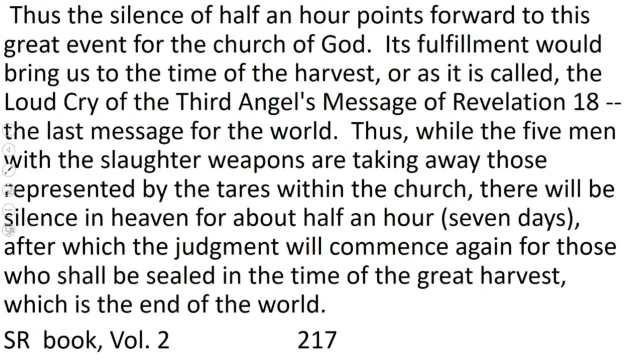 Thus the silence of half an hour points forward to this
great event for the church of God.  Its fulfillment would
bring us to the time of the harvest, or as it is called, the
Loud Cry of the Third Angel's Message of Revelation 18 --
the last message for the world.  Thus, while the five men
with the slaughter weapons are taking away those
represented by the tares within the church, there will be
silence in heaven for about half an hour (seven days),
after which the judgment will commence again for those
who shall be sealed in the time of the great harvest,
which is the end of the world.
SR  book, Vol. 2                    217